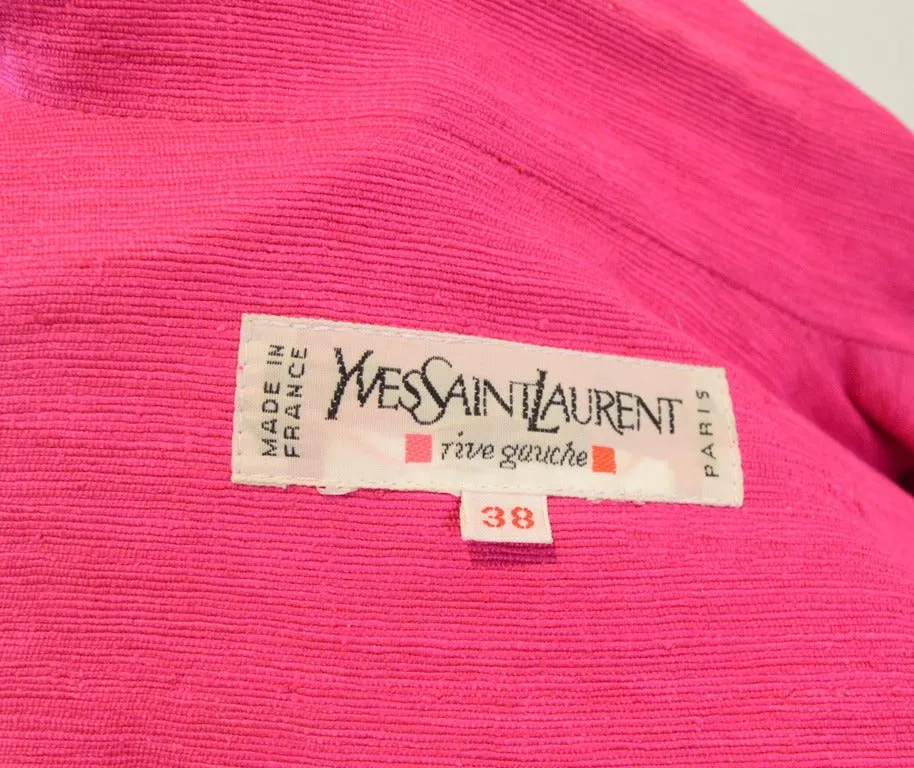 MADE IN
FRANCE
YVESSAINTLAURENT
rive gauche
PARIS
38